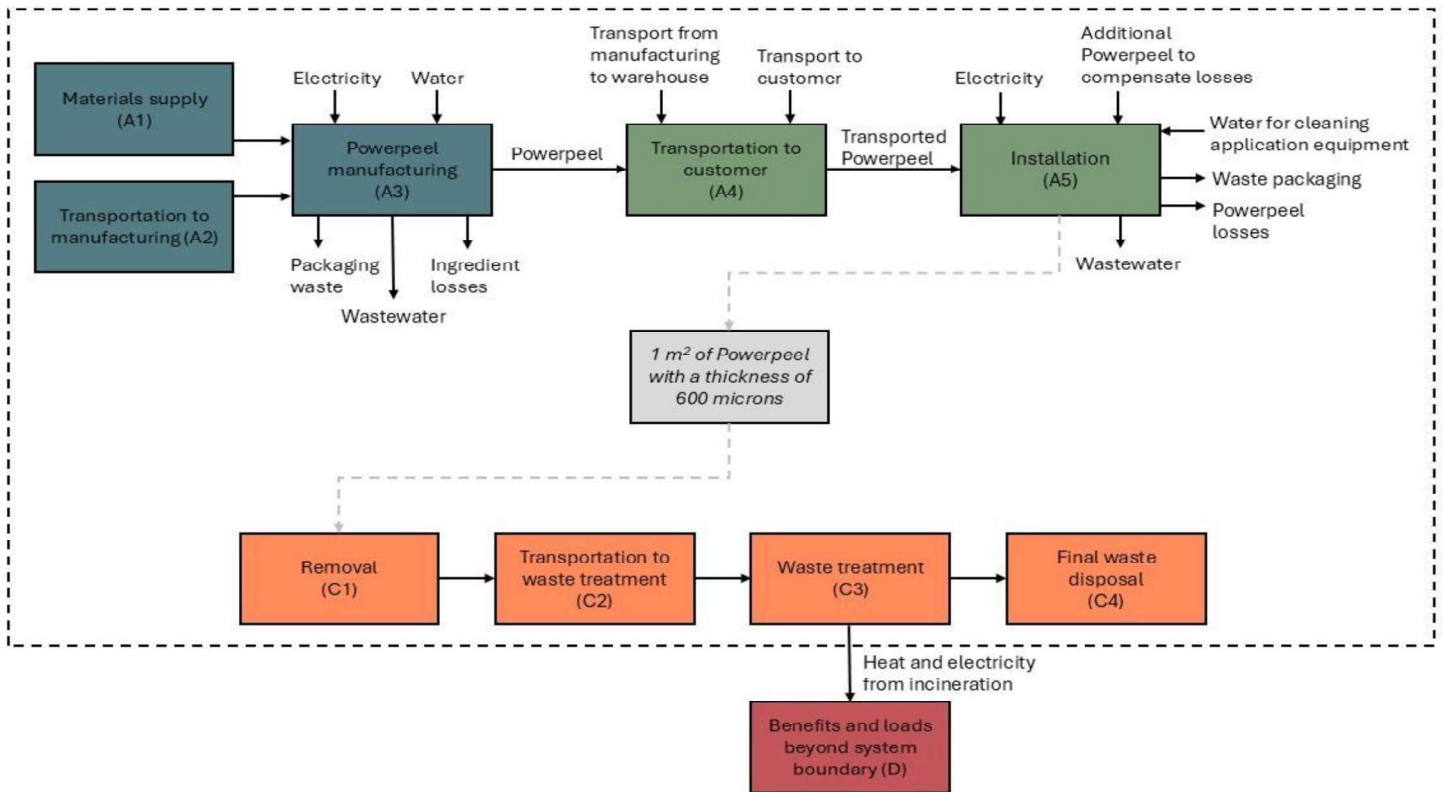 Materials supply
(A1)
Transportation to
manufacturing (A2)
Electricity
Water
Powerpeel
manufacturing
(A3)
Packaging
waste
Wastewater
Ingredient
losses
Powerpeel
Transport from
manufacturing
to warehouse
Transport to
customer
Transportation to
customer
(A4)
Transported
Powerpeel
Electricity
Additional
Powerpeel to
compensate losses
Installation
(A5)
Water for cleaning
application equipment
Waste packaging
Powerpeel
losses
Wastewater
1 m² of Powerpeel
with a thickness of
600 microns
Removal
(C1)
Transportation to
waste treatment
(C2)
Waste treatment
(C3)
Final waste
disposal
(C4)
Heat and electricity
from incineration
Benefits and loads
beyond system
boundary (D)